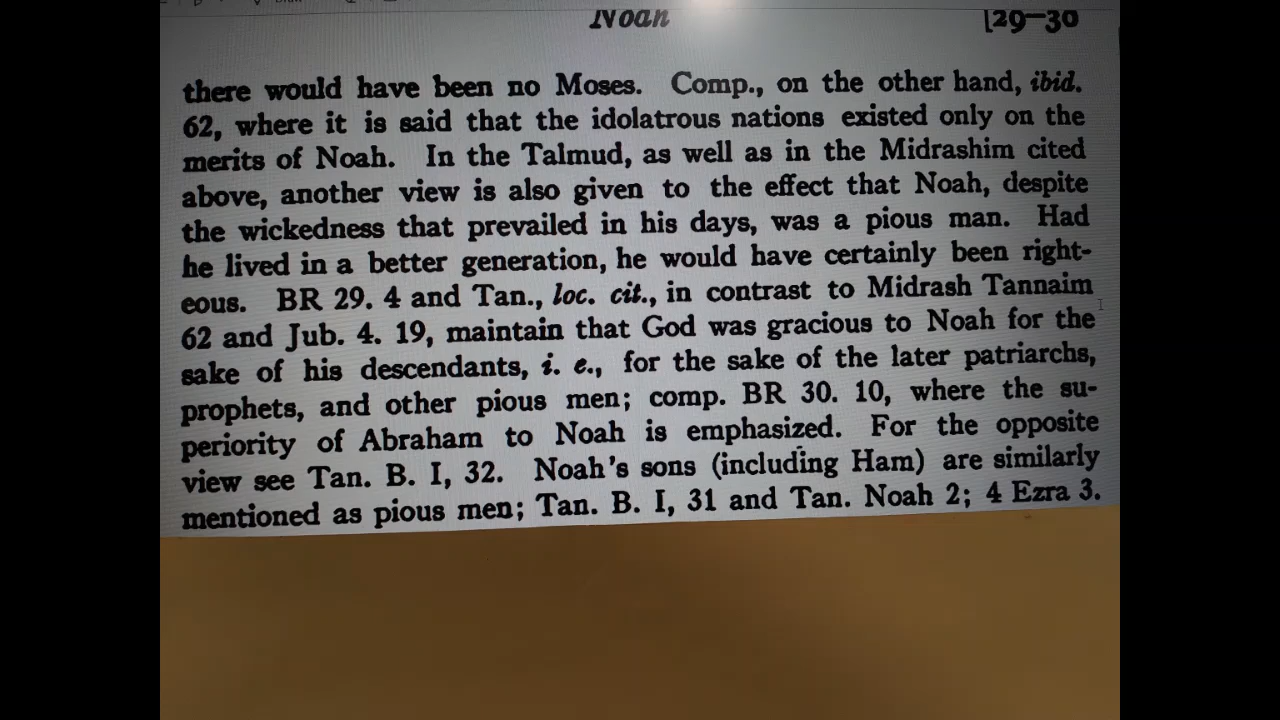 Noah [29–30
there would have been no Moses. Comp., on the other hand, ibid.
62, where it is said that the idolatrous nations existed only on the
merits of Noah. In the Talmud, as well as in the Midrashim cited
above, another view is also given to the effect that Noah, despite
the wickedness that prevailed in his days, was a pious man. Had
he lived in a better generation, he would have certainly been right-
eous. BR 29. 4 and Tan., loc. cit., in contrast to Midrash Tannaim
62 and Jub. 4. 19, maintain that God was gracious to Noah for the
sake of his descendants, i. e., for the sake of the later patriarchs,
prophets, and other pious men; comp. BR 30. 10, where the su-
periority of Abraham to Noah is emphasized. For the opposite
view see Tan. B. I, 32. Noah's sons (including Ham) are similarly
mentioned as pious men; Tan. B. I, 31 and Tan. Noah 2; 4 Ezra 3.